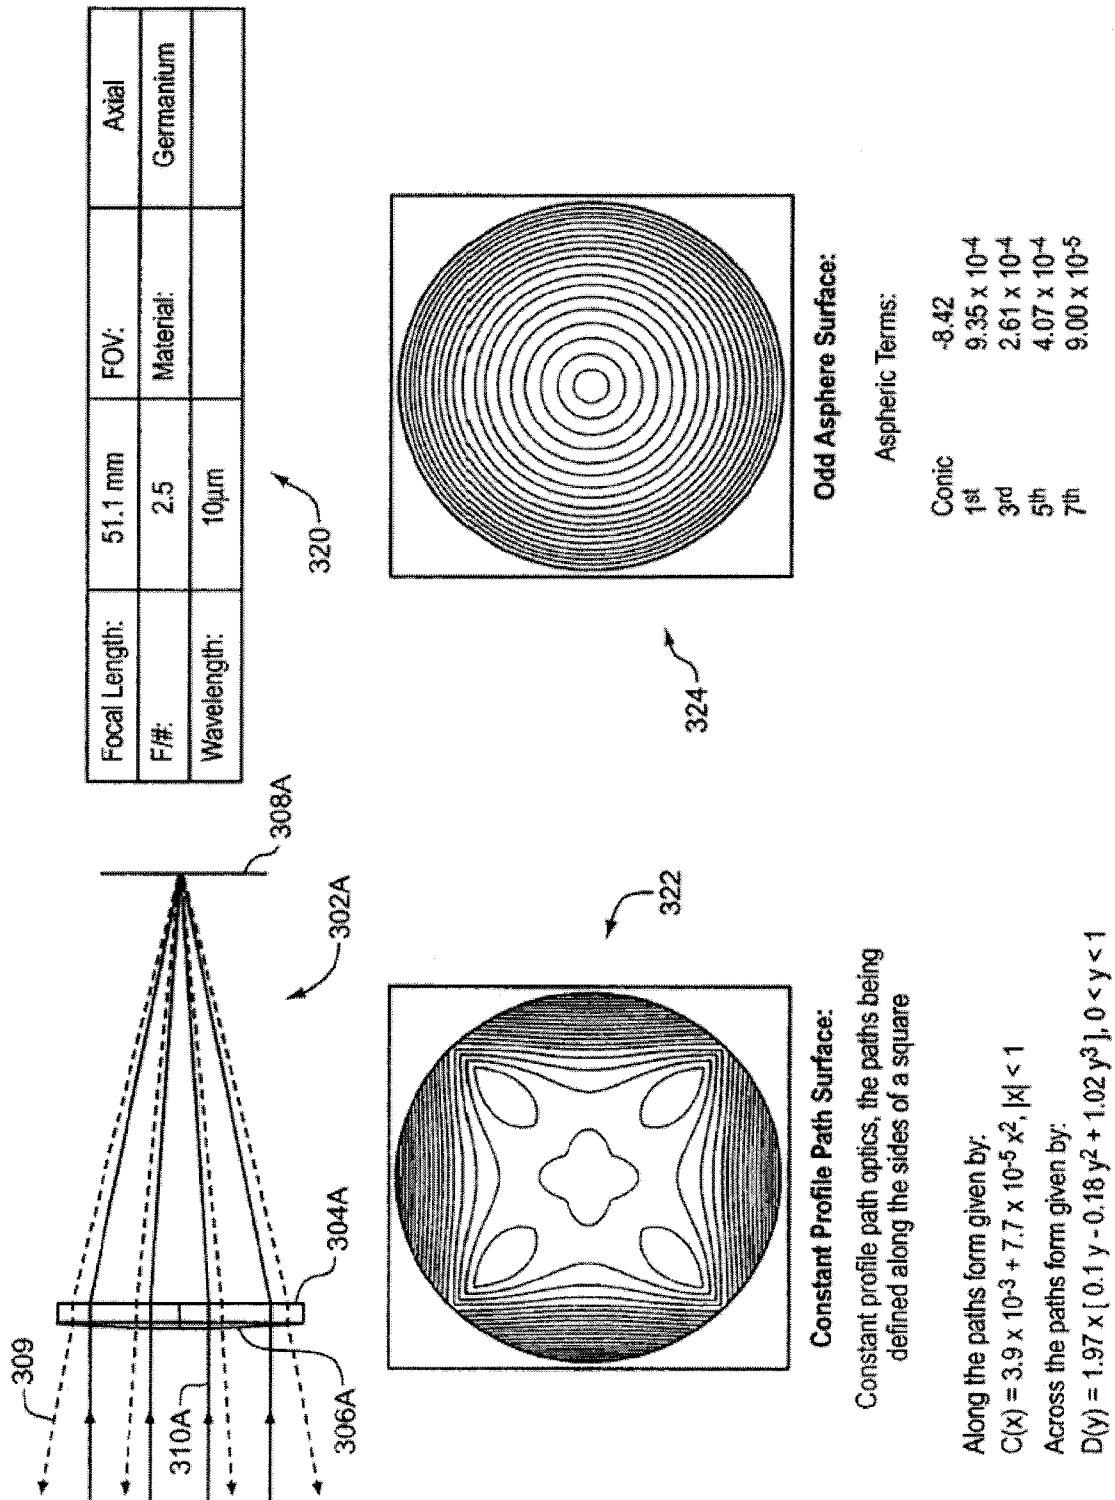 309
310A
306A
304A
302A
308A
Focal Length: 51.1 mm FOV: Axial
F/#: 2.5 Material: Germanium
Wavelength: 10µm
320
322
Constant Profile Path Surface:
Constant profile path optics, the paths being
defined along the sides of a square
Along the paths form given by:
C(x) = 3.9 x 10⁻³ + 7.7 x 10⁻⁵ x², |x| < 1
Across the paths form given by:
D(y) = 1.97 x [ 0.1 y - 0.18 y² + 1.02 y³ ], 0 < y < 1
324
Odd Asphere Surface:
Aspheric Terms:
Conic -8.42
1st 9.35 x 10⁻⁴
3rd 2.61 x 10⁻⁴
5th 4.07 x 10⁻⁴
7th 9.00 x 10⁻⁵